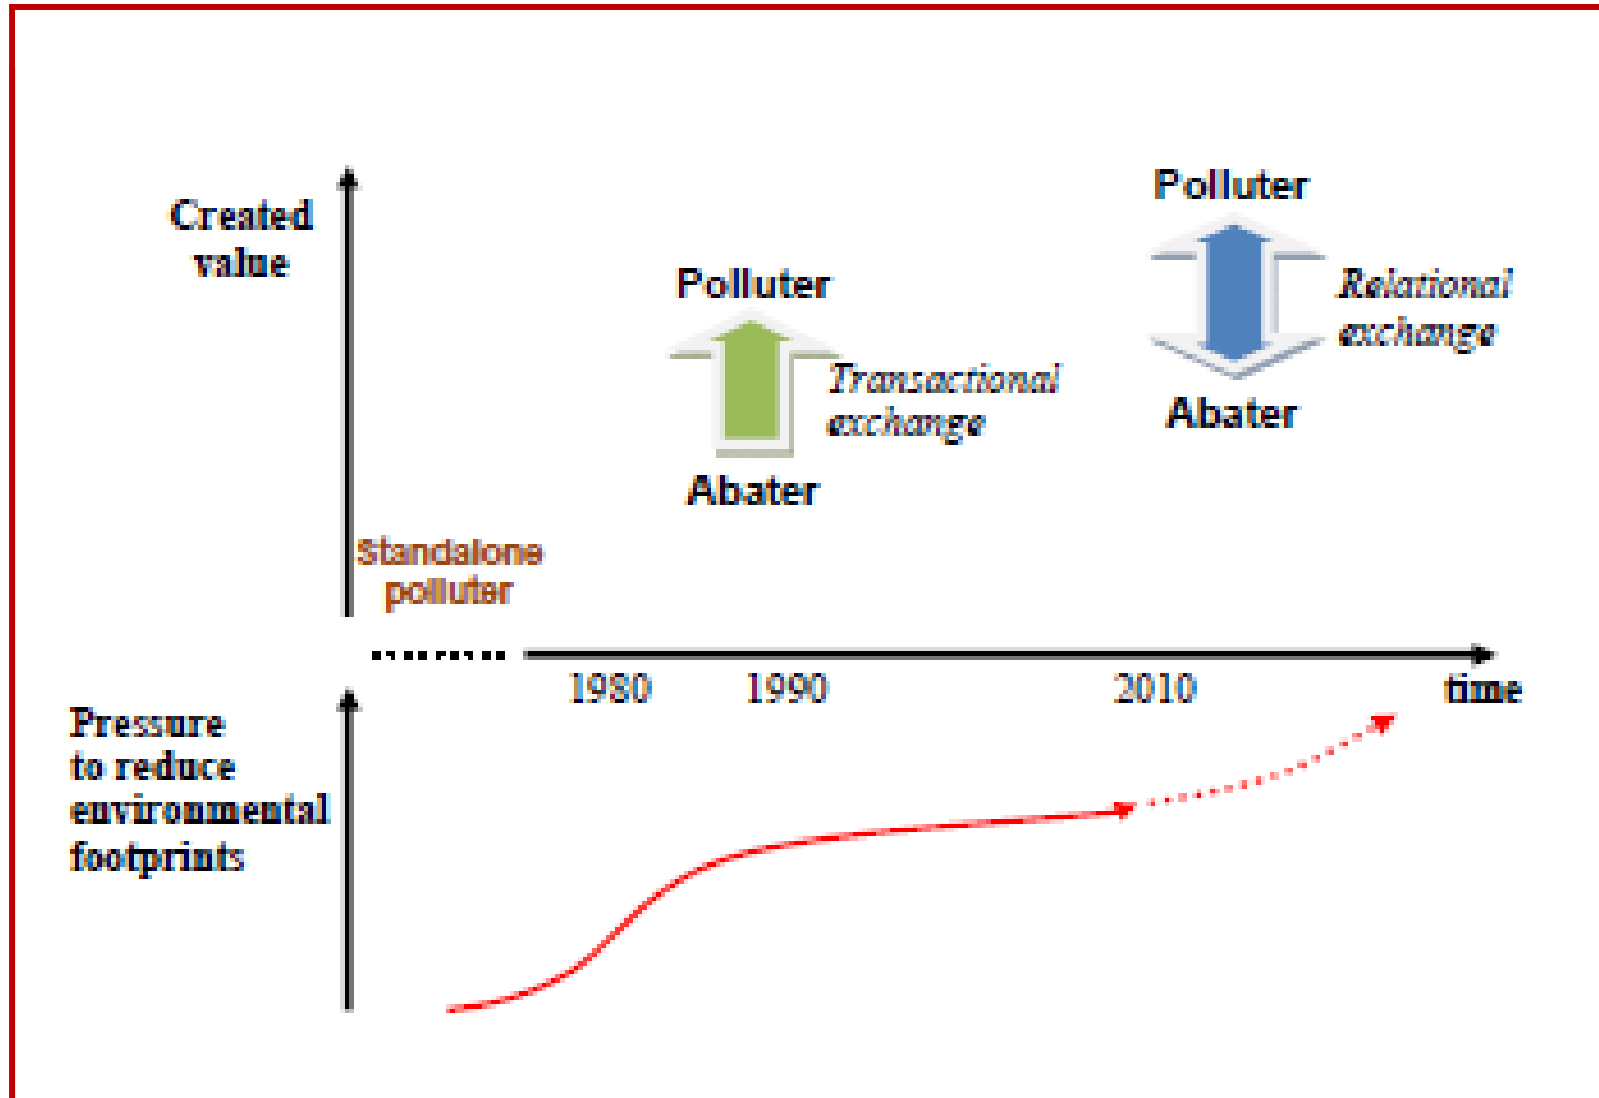 Created
value
Polluter
Transactional
exchange
Abater
Polluter
Relational
exchange
Abater
Standalone
polluter
1980
1990
2010
time
Pressure
to reduce
environmental
footprints